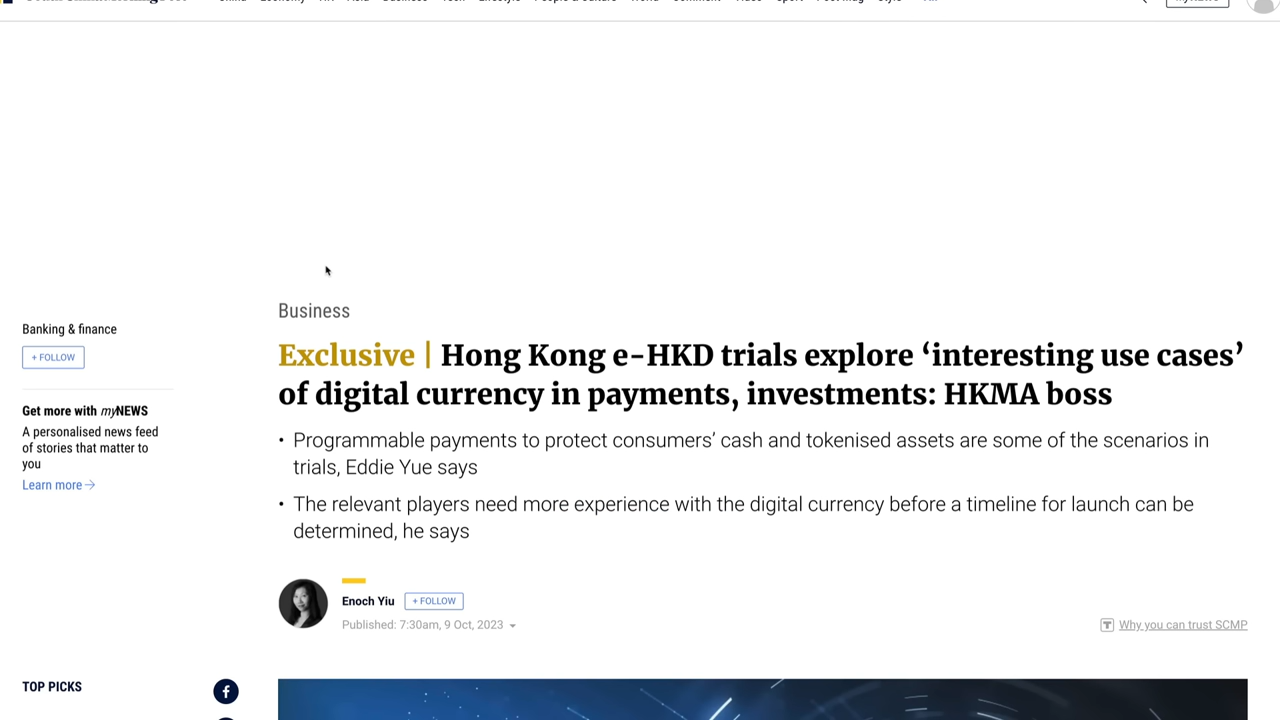 Business
Banking & finance
+ FOLLOW
Get more with myNEWS
A personalised news feed
of stories that matter to
you
Learn more →
Exclusive | Hong Kong e-HKD trials explore ‘interesting use cases’
of digital currency in payments, investments: HKMA boss
• Programmable payments to protect consumers’ cash and tokenised assets are some of the scenarios in
trials, Eddie Yue says
• The relevant players need more experience with the digital currency before a timeline for launch can be
determined, he says
Enoch Yiu
+ FOLLOW
Published: 7:30am, 9 Oct, 2023
T Why you can trust SCMP
TOP PICKS